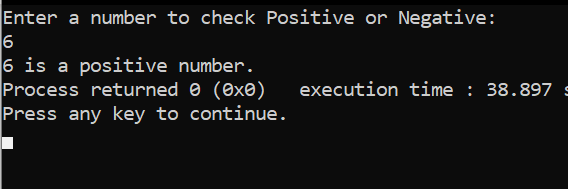 Enter a number to check Positive or Negative:
6
6 is a positive number.
Process returned 0 (0x0)   execution time : 38.897 s
Press any key to continue.